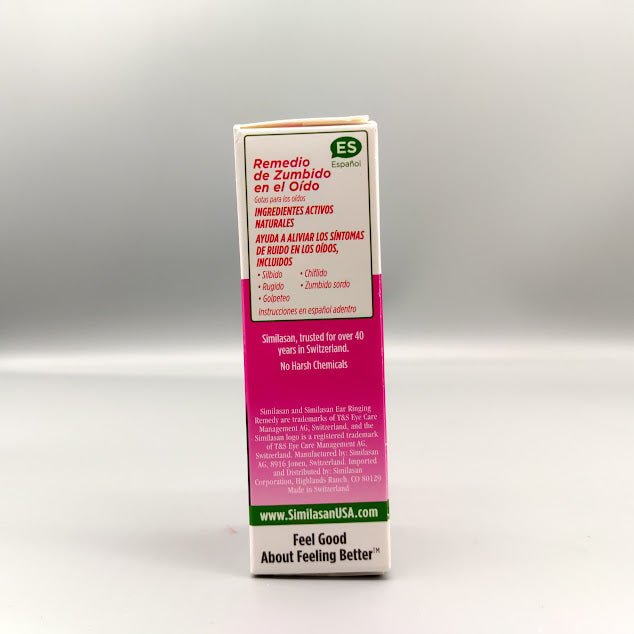 ES
Español
Remedio
de Zumbido
en el Oído
Gotas para los oídos
INGREDIENTES ACTIVOS
NATURALES
AYUDA A ALIVIAR LOS SÍNTOMAS
DE RUIDO EN LOS OÍDOS,
INCLUIDOS
• Silbido • Chiflido
• Rugido • Zumbido sordo
• Golpeteo
Instrucciones en español adentro
Similasan, trusted for over 40
years in Switzerland.
No Harsh Chemicals
Similasan and Similasan Ear Ringing
Remedy are trademarks of T&S Eye Care
Management AG, Switzerland, and the
Similasan logo is a registered trademark
of T&S Eye Care Management AG,
Switzerland. Manufactured by: Similasan
AG, 8916 Jonen, Switzerland. Imported
and Distributed by: Similasan
Corporation, Highlands Ranch, CO 80129
Made in Switzerland
www.SimilasanUSA.com
Feel Good
About Feeling Better™